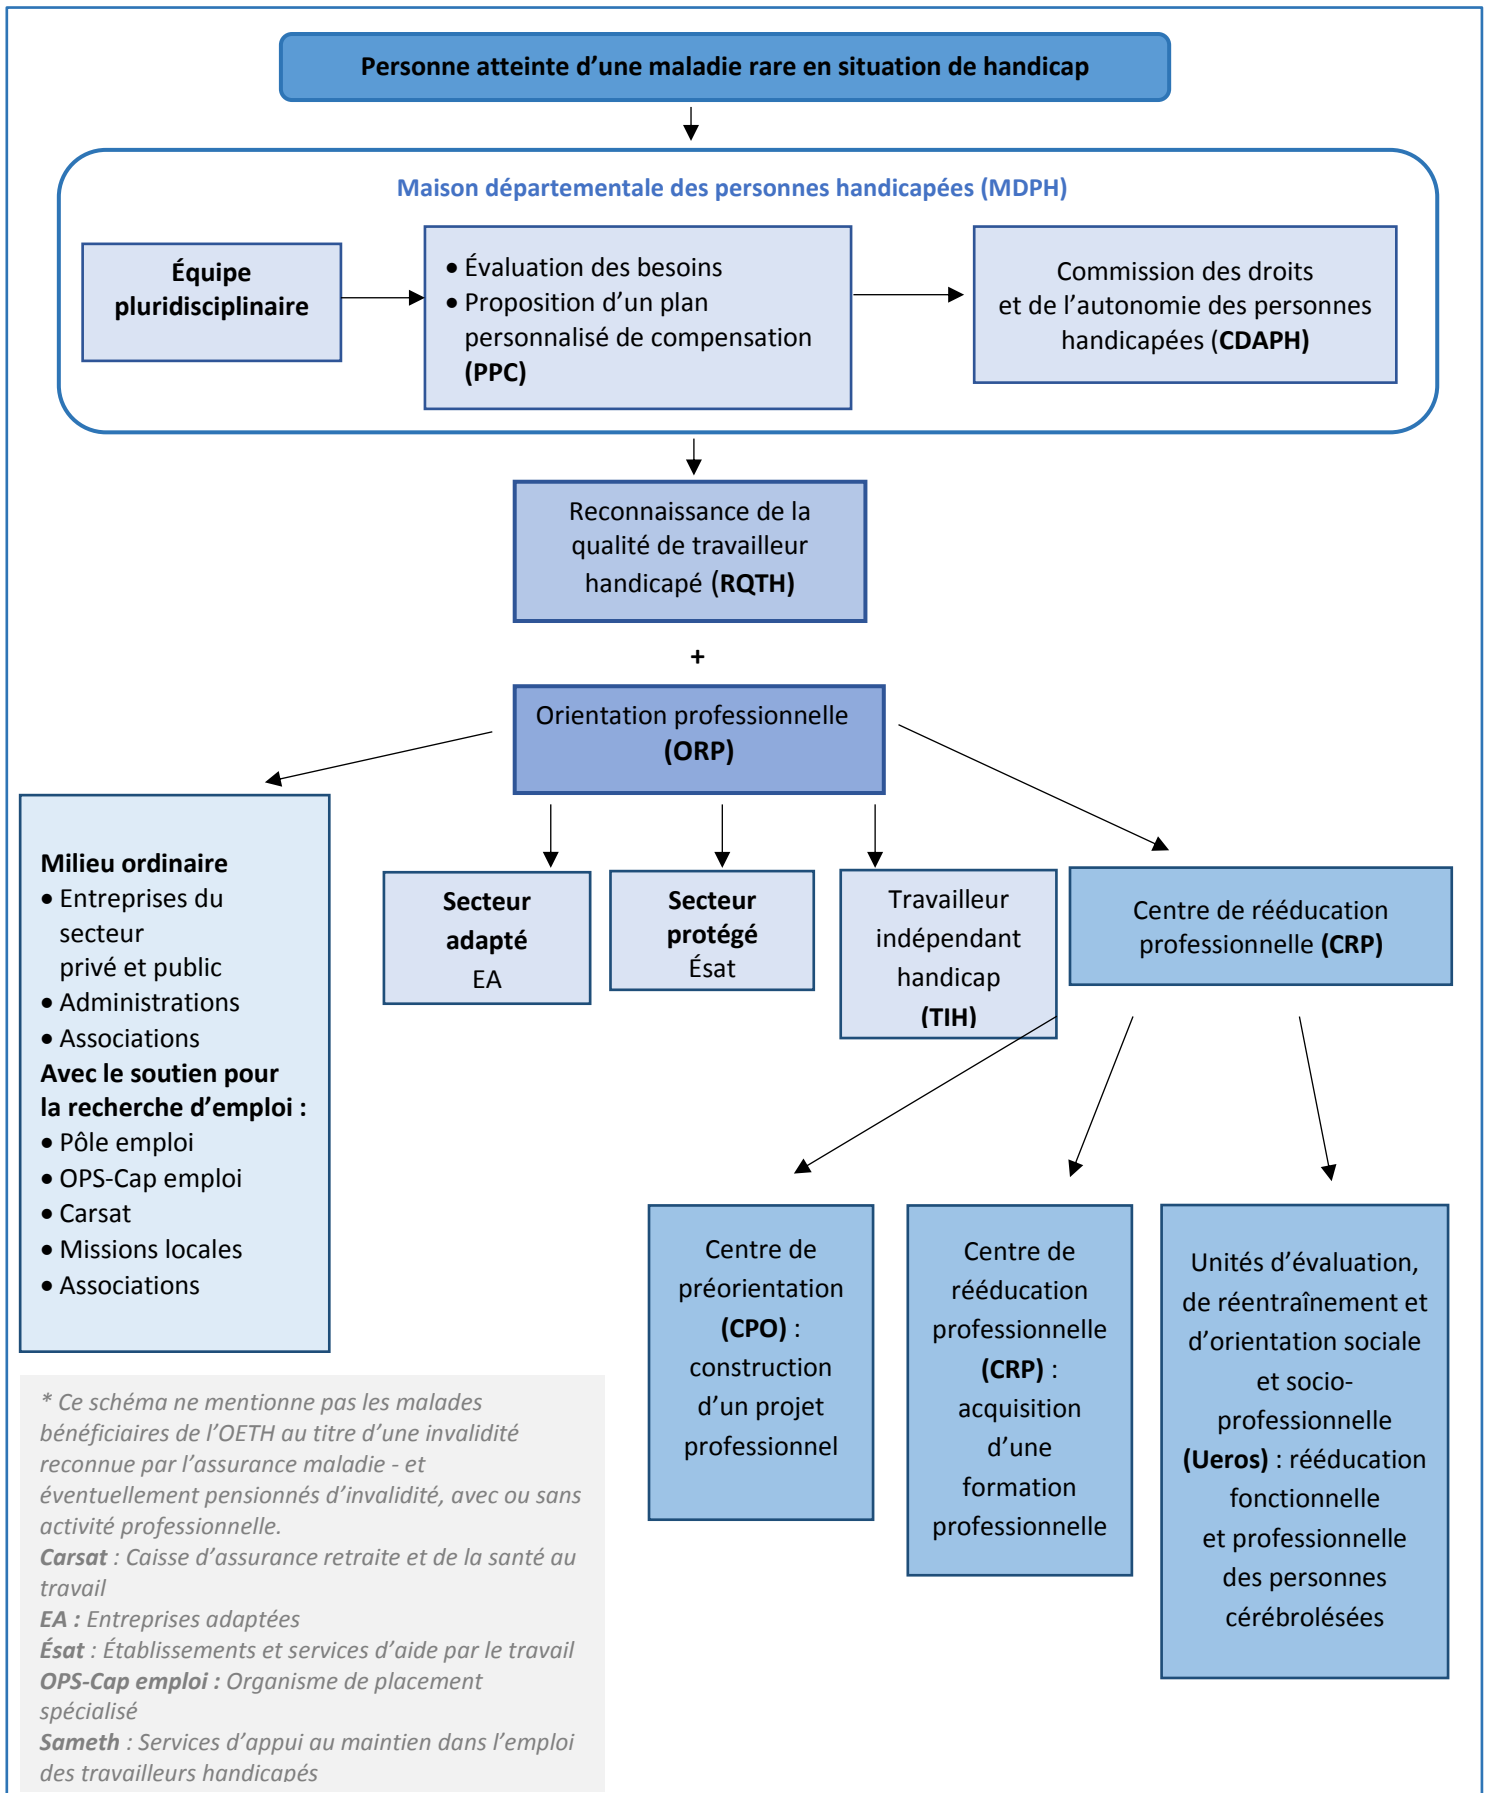 Personne atteinte d’une maladie rare en situation de handicap
Maison départementale des personnes handicapées (MDPH)
Équipe
pluridisciplinaire
• Évaluation des besoins
• Proposition d’un plan
personnalisé de compensation
(PPC)
Commission des droits
et de l’autonomie des personnes
handicapées (CDAPH)
Reconnaissance de la
qualité de travailleur
handicapé (RQTH)
+
Orientation professionnelle
(ORP)
Milieu ordinaire
• Entreprises du
secteur
privé et public
• Administrations
• Associations
Avec le soutien pour
la recherche d’emploi :
• Pôle emploi
• OPS-Cap emploi
• Carsat
• Missions locales
• Associations
Secteur
adapté
EA
Secteur
protégé
Ésat
Travailleur
indépendant
handicap
(TIH)
Centre de rééducation
professionnelle (CRP)
Centre de
préorientation
(CPO) :
construction
d’un projet
professionnel
Centre de
rééducation
professionnelle
(CRP) :
acquisition
d’une
formation
professionnelle
Unités d’évaluation,
de réentraînement et
d’orientation sociale
et socio-
professionnelle
(Ueros) : rééducation
fonctionnelle
et professionnelle
des personnes
cérébrolésées
* Ce schéma ne mentionne pas les malades
bénéficiaires de l’OETH au titre d’une invalidité
reconnue par l’assurance maladie - et
éventuellement pensionnés d’invalidité, avec ou sans
activité professionnelle.
Carsat : Caisse d’assurance retraite et de la santé au
travail
EA : Entreprises adaptées
Ésat : Établissements et services d’aide par le travail
OPS-Cap emploi : Organisme de placement
spécialisé
Sameth : Services d’appui au maintien dans l’emploi
des travailleurs handicapés